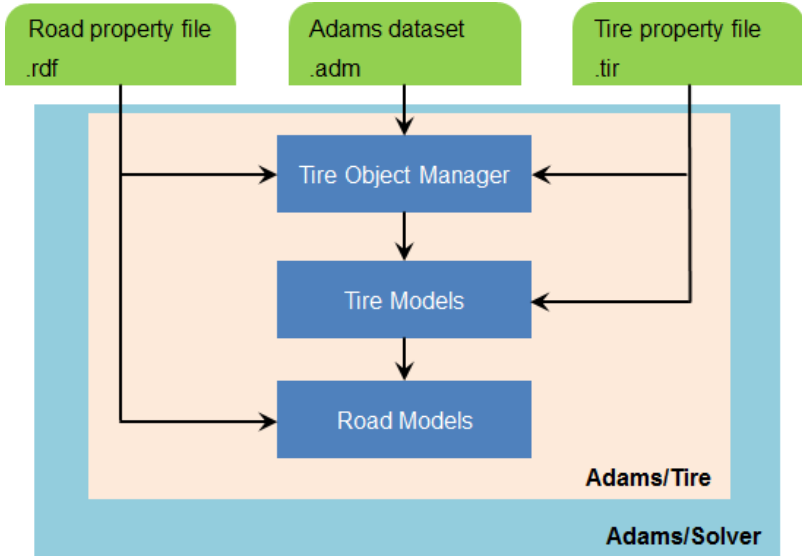 Road property file
.rdf
Adams dataset
.adm
Tire property file
.tir
Tire Object Manager
Tire Models
Road Models
Adams/Tire
Adams/Solver